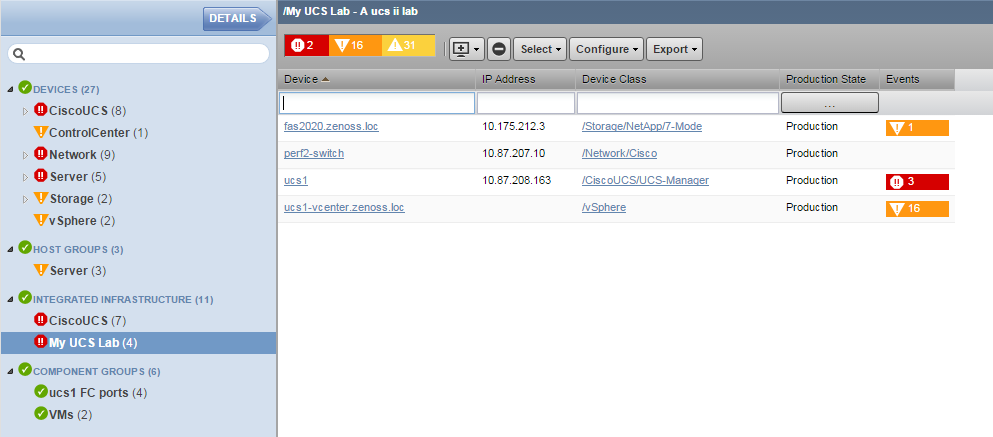 DETAILS
DEVICES (27)
CiscoUCS (8)
ControlCenter (1)
Network (9)
Server (5)
Storage (2)
vSphere (2)
HOST GROUPS (3)
Server (3)
INTEGRATED INFRASTRUCTURE (11)
CiscoUCS (7)
My UCS Lab (4)
COMPONENT GROUPS (6)
ucs1 FC ports (4)
VMs (2)
/My UCS Lab - A ucs ii lab
2 16 31 Select Configure Export
Device IP Address Device Class Production State Events
...
fas2020.zenoss.loc 10.175.212.3 /Storage/NetApp/7-Mode Production 1
perf2-switch 10.87.207.10 /Network/Cisco Production
ucs1 10.87.208.163 /CiscoUCS/UCS-Manager Production 3
ucs1-vcenter.zenoss.loc /vSphere Production 16